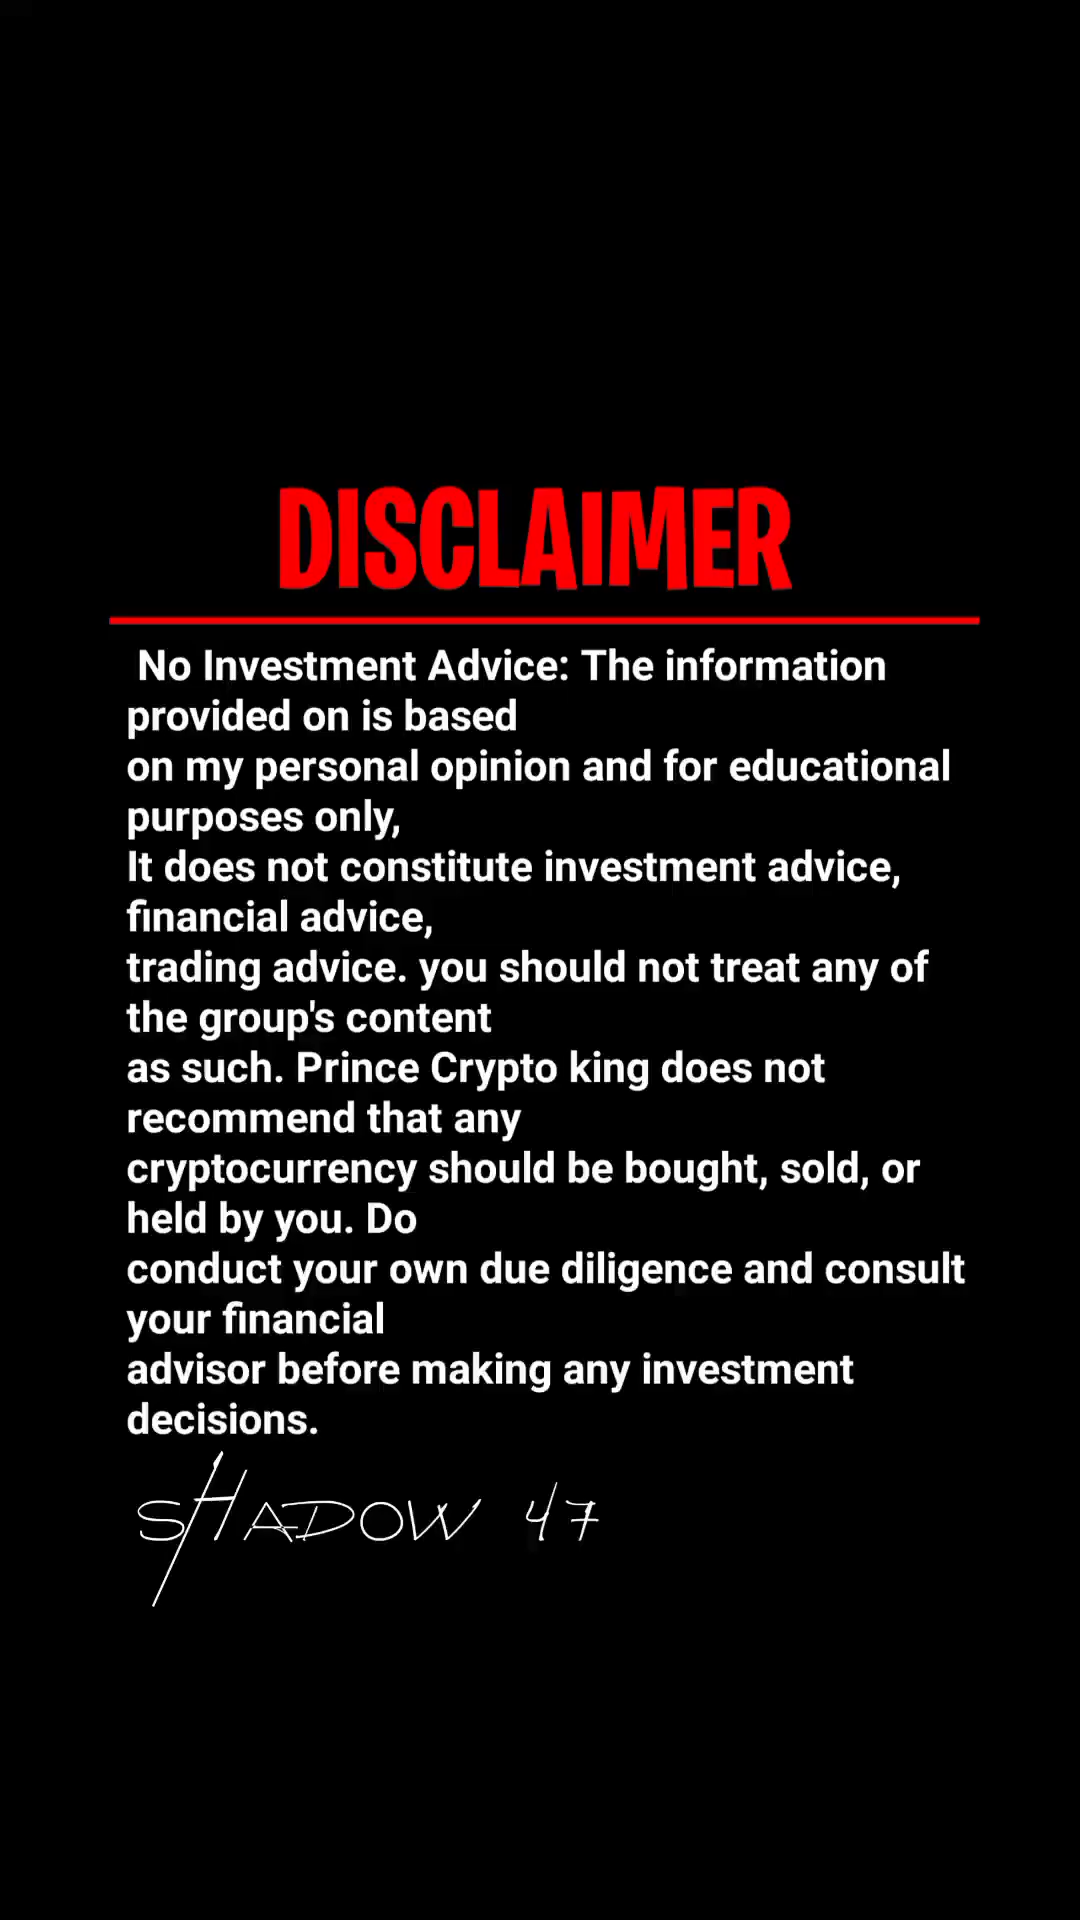 DISCLAIMER
No Investment Advice: The information
provided on is based
on my personal opinion and for educational
purposes only,
It does not constitute investment advice,
financial advice,
trading advice. you should not treat any of
the group's content
as such. Prince Crypto king does not
recommend that any
cryptocurrency should be bought, sold, or
held by you. Do
conduct your own due diligence and consult
your financial
advisor before making any investment
decisions.
SHADOW 47